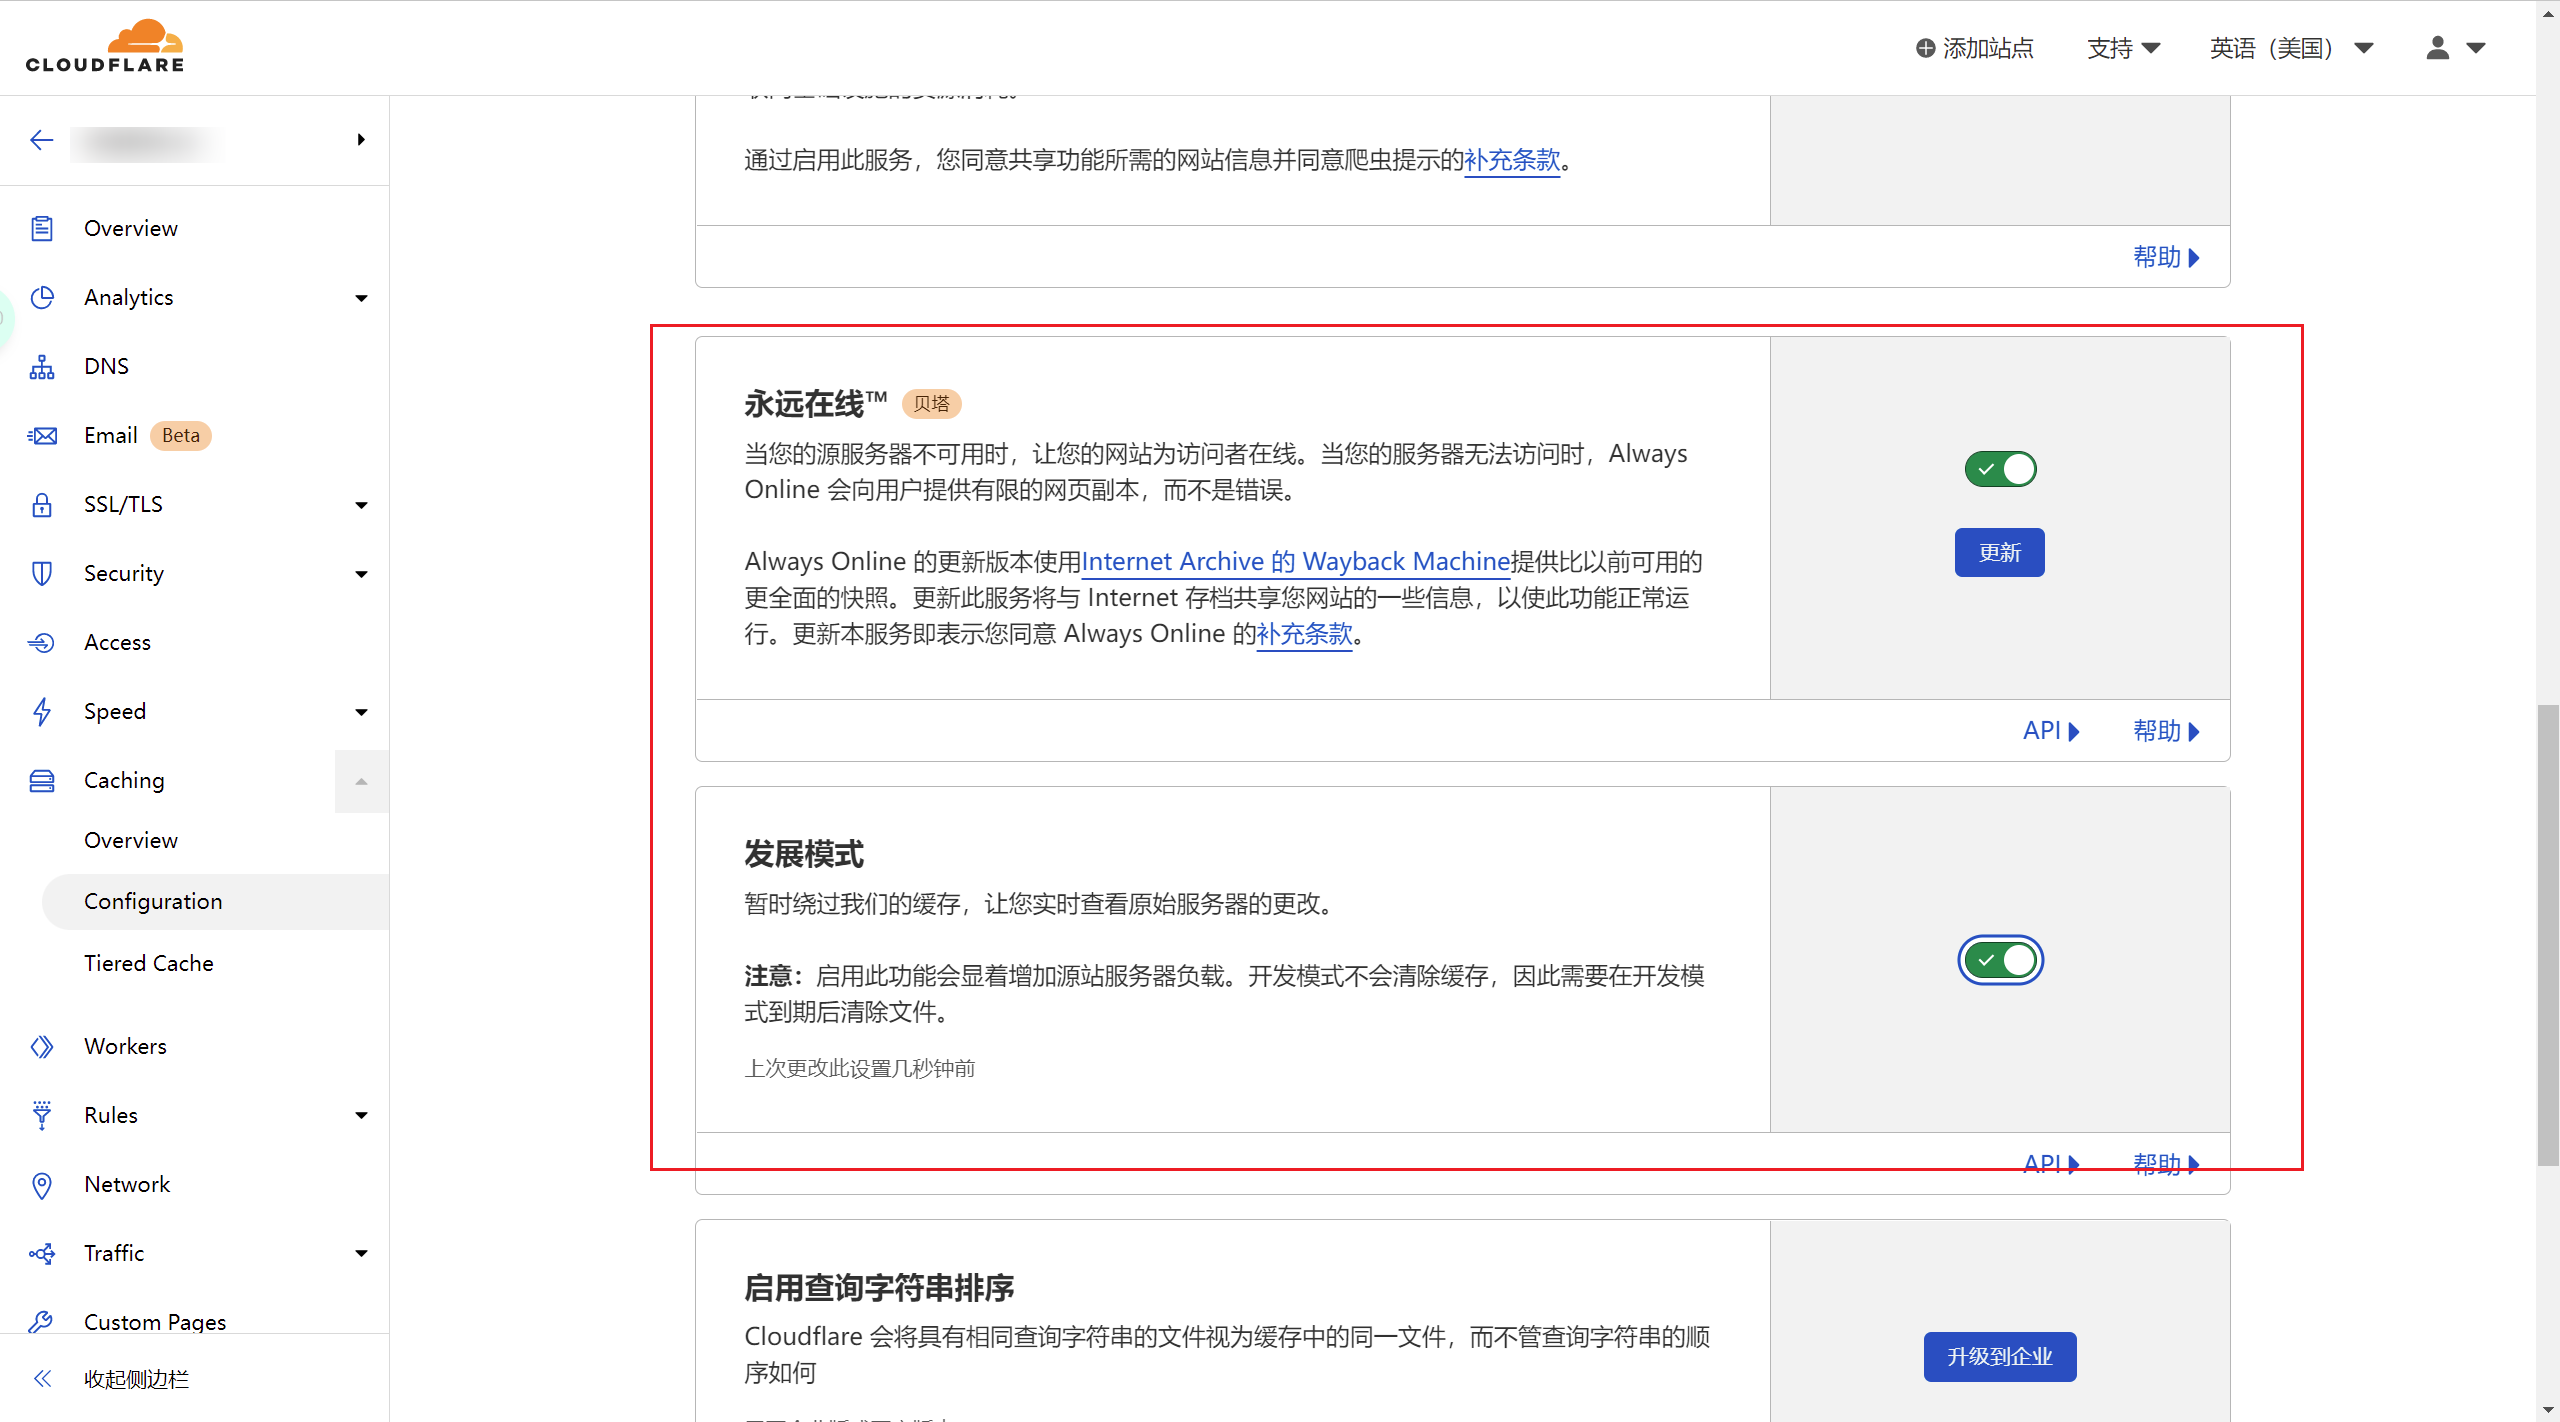 CLOUDFLARE
添加站点
支持
英语（美国）
Overview
Analytics
DNS
Email Beta
SSL/TLS
Security
Access
Speed
Caching
Overview
Configuration
Tiered Cache
Workers
Rules
Network
Traffic
Custom Pages
收起侧边栏
通过启用此服务，您同意共享功能所需的网站信息并同意爬虫提示的补充条款。
帮助
永远在线™ 贝塔
当您的源服务器不可用时，让您的网站为访问者在线。当您的服务器无法访问时，Always
Online 会向用户提供有限的网页副本，而不是错误。
Always Online 的更新版本使用Internet Archive 的 Wayback Machine提供比以前可用的
更全面的快照。更新此服务将与 Internet 存档共享您网站的一些信息，以使此功能正常运
行。更新本服务即表示您同意 Always Online 的补充条款。
更新
API 帮助
发展模式
暂时绕过我们的缓存，让您实时查看原始服务器的更改。
注意：启用此功能会显着增加源站服务器负载。开发模式不会清除缓存，因此需要在开发模
式到期后清除文件。
上次更改此设置几秒钟前
API 帮助
启用查询字符串排序
Cloudflare 会将具有相同查询字符串的文件视为缓存中的同一文件，而不管查询字符串的顺
序如何
升级到企业